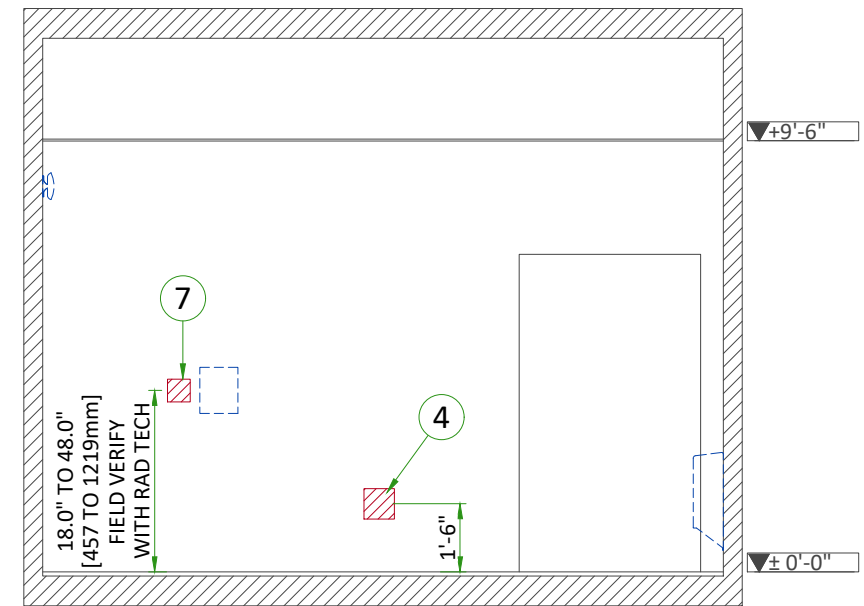 +9'-6"
7
18.0" TO 48.0"
[457 TO 1219mm]
FIELD VERIFY
WITH RAD TECH
4
1'-6"
± 0'-0"